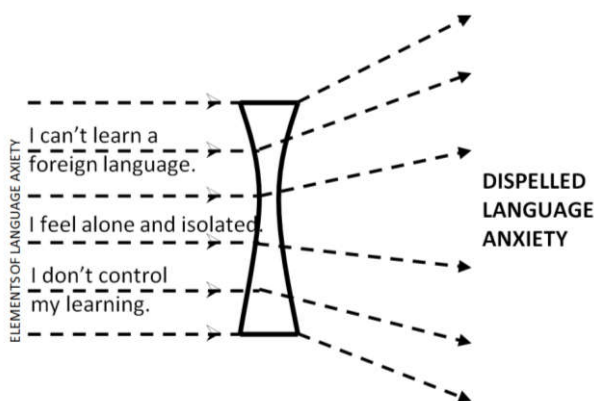 ELEMENTS OF LANGUAGE AXIETY
I can't learn a
foreign language.
I feel alone and isolated.
I don't control
my learning.
DISPELLED
LANGUAGE
ANXIETY